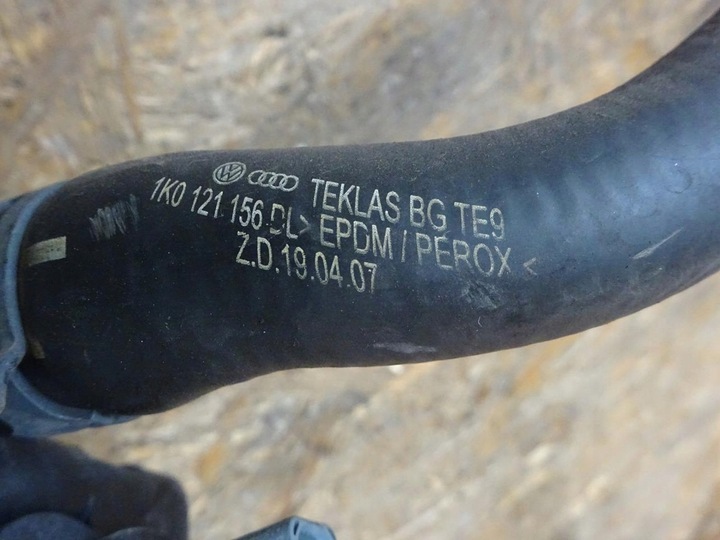 TEKLAS BG TE9
1K0 121 156 DL >EPDM / PEROX <
Z.D.19.04.07